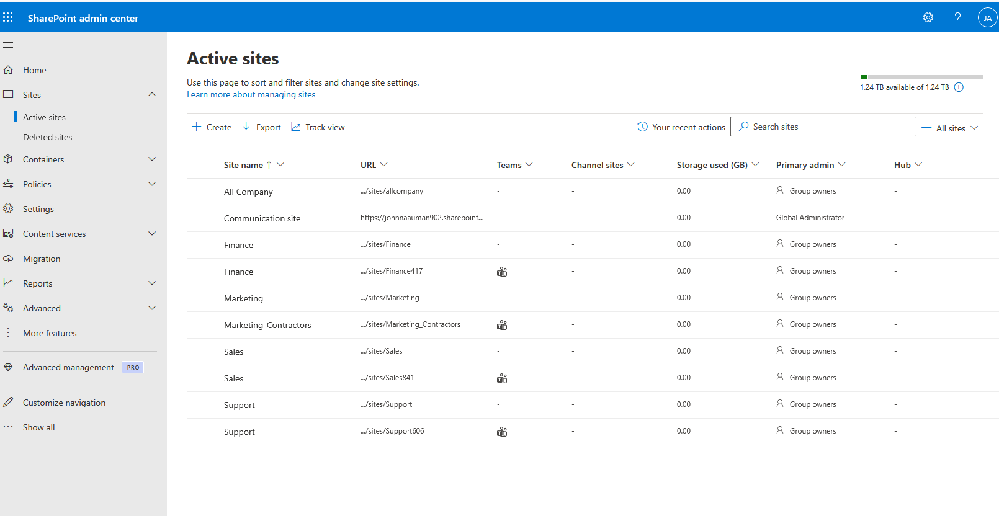 SharePoint admin center
JA
Home
Sites
Active sites
Deleted sites
Containers
Policies
Settings
Content services
Migration
Reports
Advanced
More features
Advanced management PRO
Customize navigation
Show all
Active sites
Use this page to sort and filter sites and change site settings.
Learn more about managing sites
1.24 TB available of 1.24 TB
Create Export Track view Your recent actions Search sites All sites
Site name ↑ URL Teams Channel sites Storage used (GB) Primary admin Hub
All Company .../sites/allcompany - - 0.00 Group owners -
Communication site https://johnnaauman902.sharepoint... - - 0.00 Global Administrator -
Finance .../sites/Finance - - 0.00 Group owners -
Finance .../sites/Finance417 - 0.00 Group owners -
Marketing .../sites/Marketing - - 0.00 Group owners -
Marketing_Contractors .../sites/Marketing_Contractors - 0.00 Group owners -
Sales .../sites/Sales - - 0.00 Group owners -
Sales .../sites/Sales841 - 0.00 Group owners -
Support .../sites/Support - - 0.00 Group owners -
Support .../sites/Support606 - 0.00 Group owners -